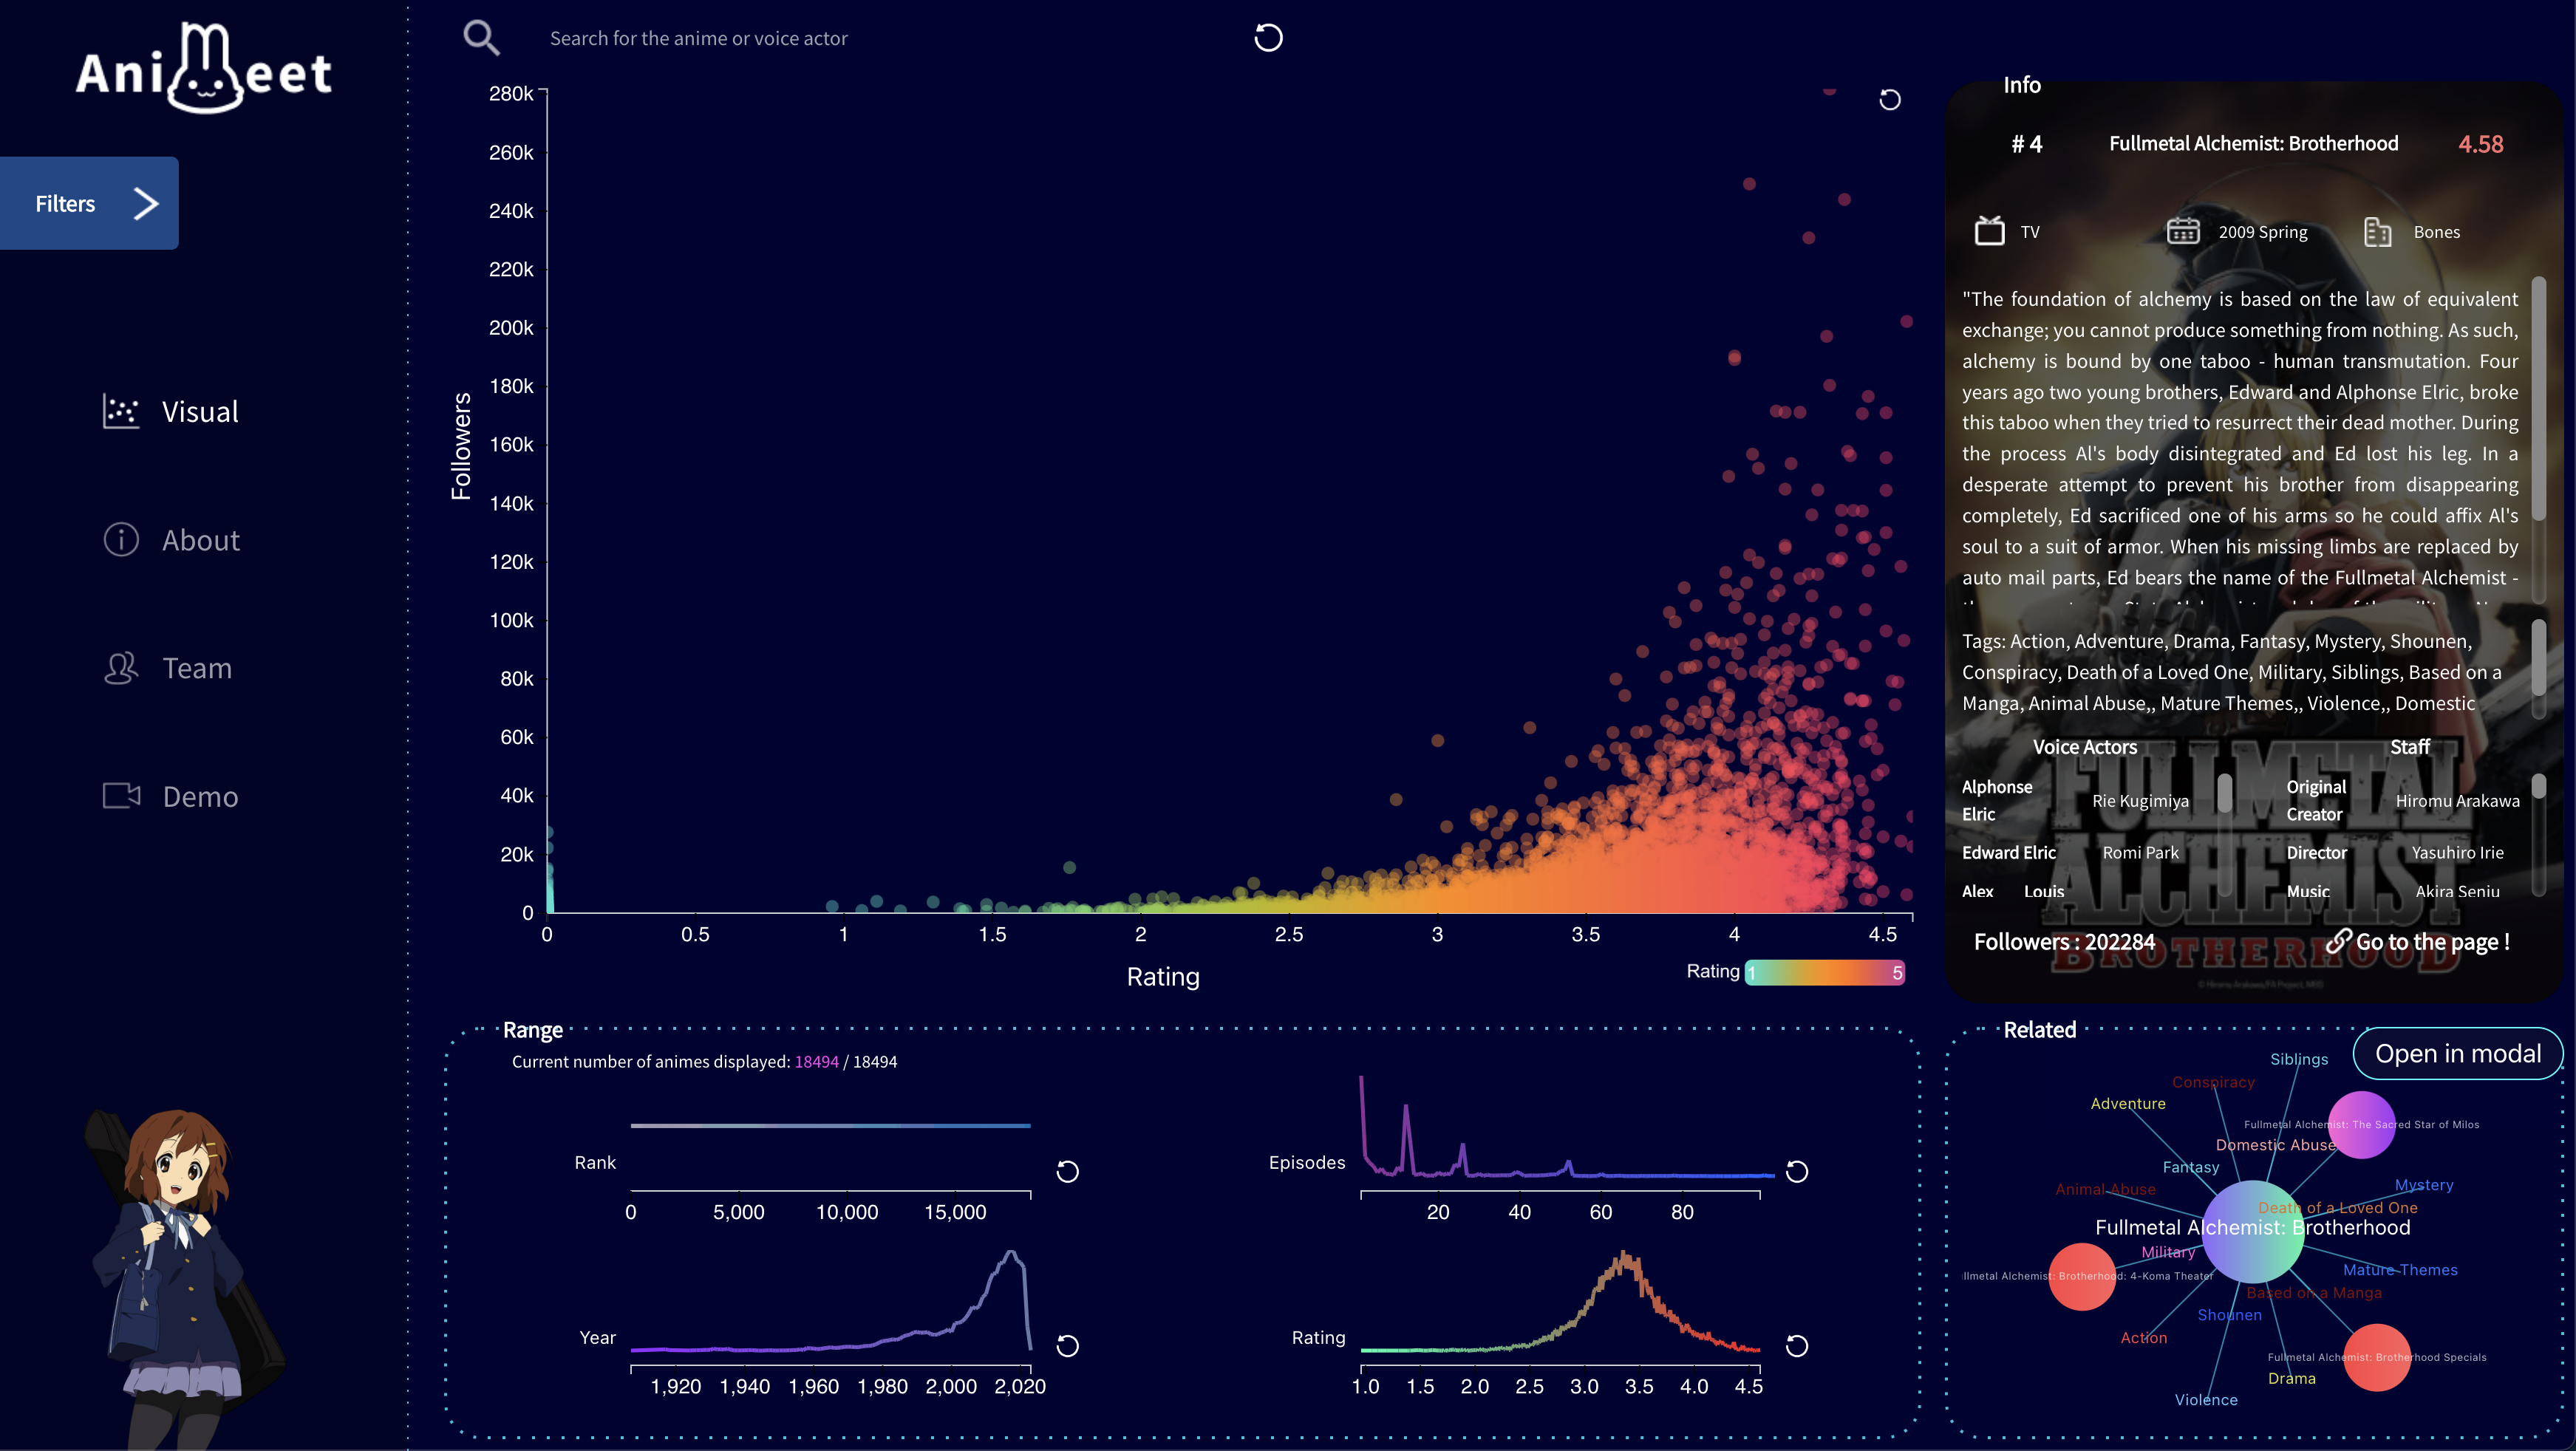 AniMeet
Search for the anime or voice actor
Filters
Visual
About
Team
Demo
280k
260k
240k
220k
200k
180k
160k
140k
120k
100k
80k
60k
40k
20k
0
Followers
0 0.5 1 1.5 2 2.5 3 3.5 4 4.5
Rating
Rating 1 5
Info
# 4 Fullmetal Alchemist: Brotherhood 4.58
TV 2009 Spring Bones
"The foundation of alchemy is based on the law of equivalent
exchange; you cannot produce something from nothing. As such,
alchemy is bound by one taboo - human transmutation. Four
years ago two young brothers, Edward and Alphonse Elric, broke
this taboo when they tried to resurrect their dead mother. During
the process Al's body disintegrated and Ed lost his leg. In a
desperate attempt to prevent his brother from disappearing
completely, Ed sacrificed one of his arms so he could affix Al's
soul to a suit of armor. When his missing limbs are replaced by
auto mail parts, Ed bears the name of the Fullmetal Alchemist -
Tags: Action, Adventure, Drama, Fantasy, Mystery, Shounen,
Conspiracy, Death of a Loved One, Military, Siblings, Based on a
Manga, Animal Abuse,, Mature Themes,, Violence,, Domestic
Voice Actors Staff
Alphonse Elric Rie Kugimiya Original Creator Hiromu Arakawa
Edward Elric Romi Park Director Yasuhiro Irie
Alex Louis Music Akira Senju
FULLMETAL
ALCHEMIST
BROTHERHOOD
Followers : 202284 Go to the page !
Range
Current number of animes displayed: 18494 / 18494
Rank
0 5,000 10,000 15,000
Episodes
20 40 60 80
Year
1,920 1,940 1,960 1,980 2,000 2,020
Rating
1.0 1.5 2.0 2.5 3.0 3.5 4.0 4.5
Related
Open in modal
Siblings
Conspiracy
Adventure
Fullmetal Alchemist: The Sacred Star of Milos
Domestic Abuse
Fantasy
Mystery
Animal Abuse
Death of a Loved One
Fullmetal Alchemist: Brotherhood
Military
Mature Themes
llmetal Alchemist: Brotherhood: 4-Koma Theater
Based on a Manga
Shounen
Action
Fullmetal Alchemist: Brotherhood Specials
Drama
Violence